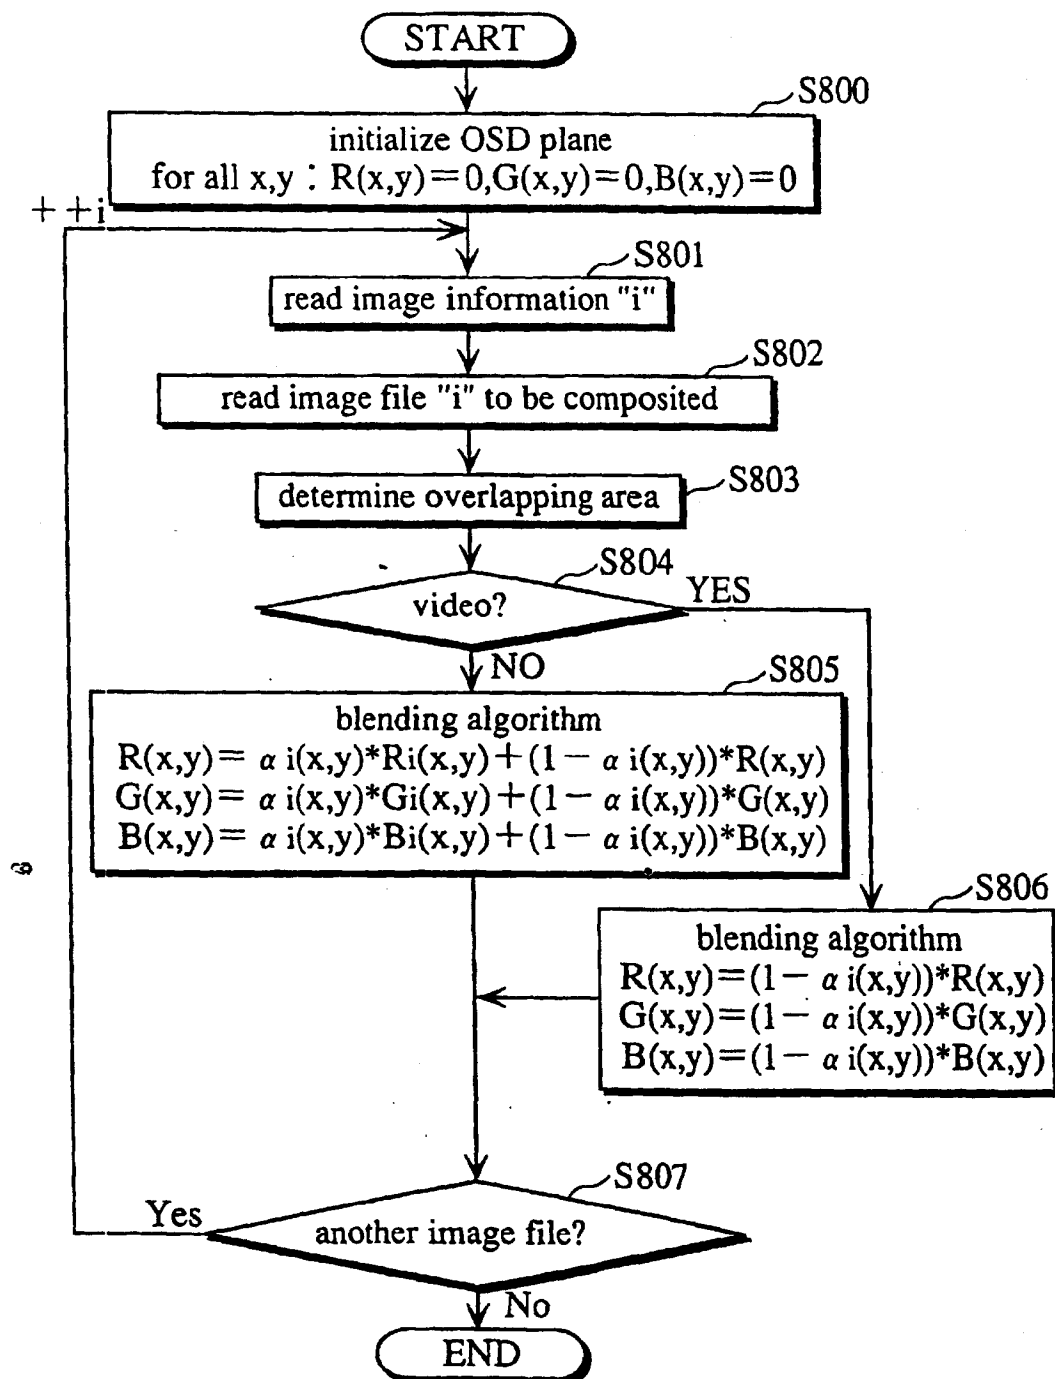 START
S800
initialize OSD plane
for all x,y : R(x,y)=0,G(x,y)=0,B(x,y)=0
++i
S801
read image information "i"
S802
read image file "i" to be composited
S803
determine overlapping area
S804
video?
YES
NO
S805
blending algorithm
R(x,y)= α i(x,y)*Ri(x,y)+(1− α i(x,y))*R(x,y)
G(x,y)= α i(x,y)*Gi(x,y)+(1− α i(x,y))*G(x,y)
B(x,y)= α i(x,y)*Bi(x,y)+(1− α i(x,y))*B(x,y)
S806
blending algorithm
R(x,y)=(1− α i(x,y))*R(x,y)
G(x,y)=(1− α i(x,y))*G(x,y)
B(x,y)=(1− α i(x,y))*B(x,y)
S807
Yes
another image file?
No
END